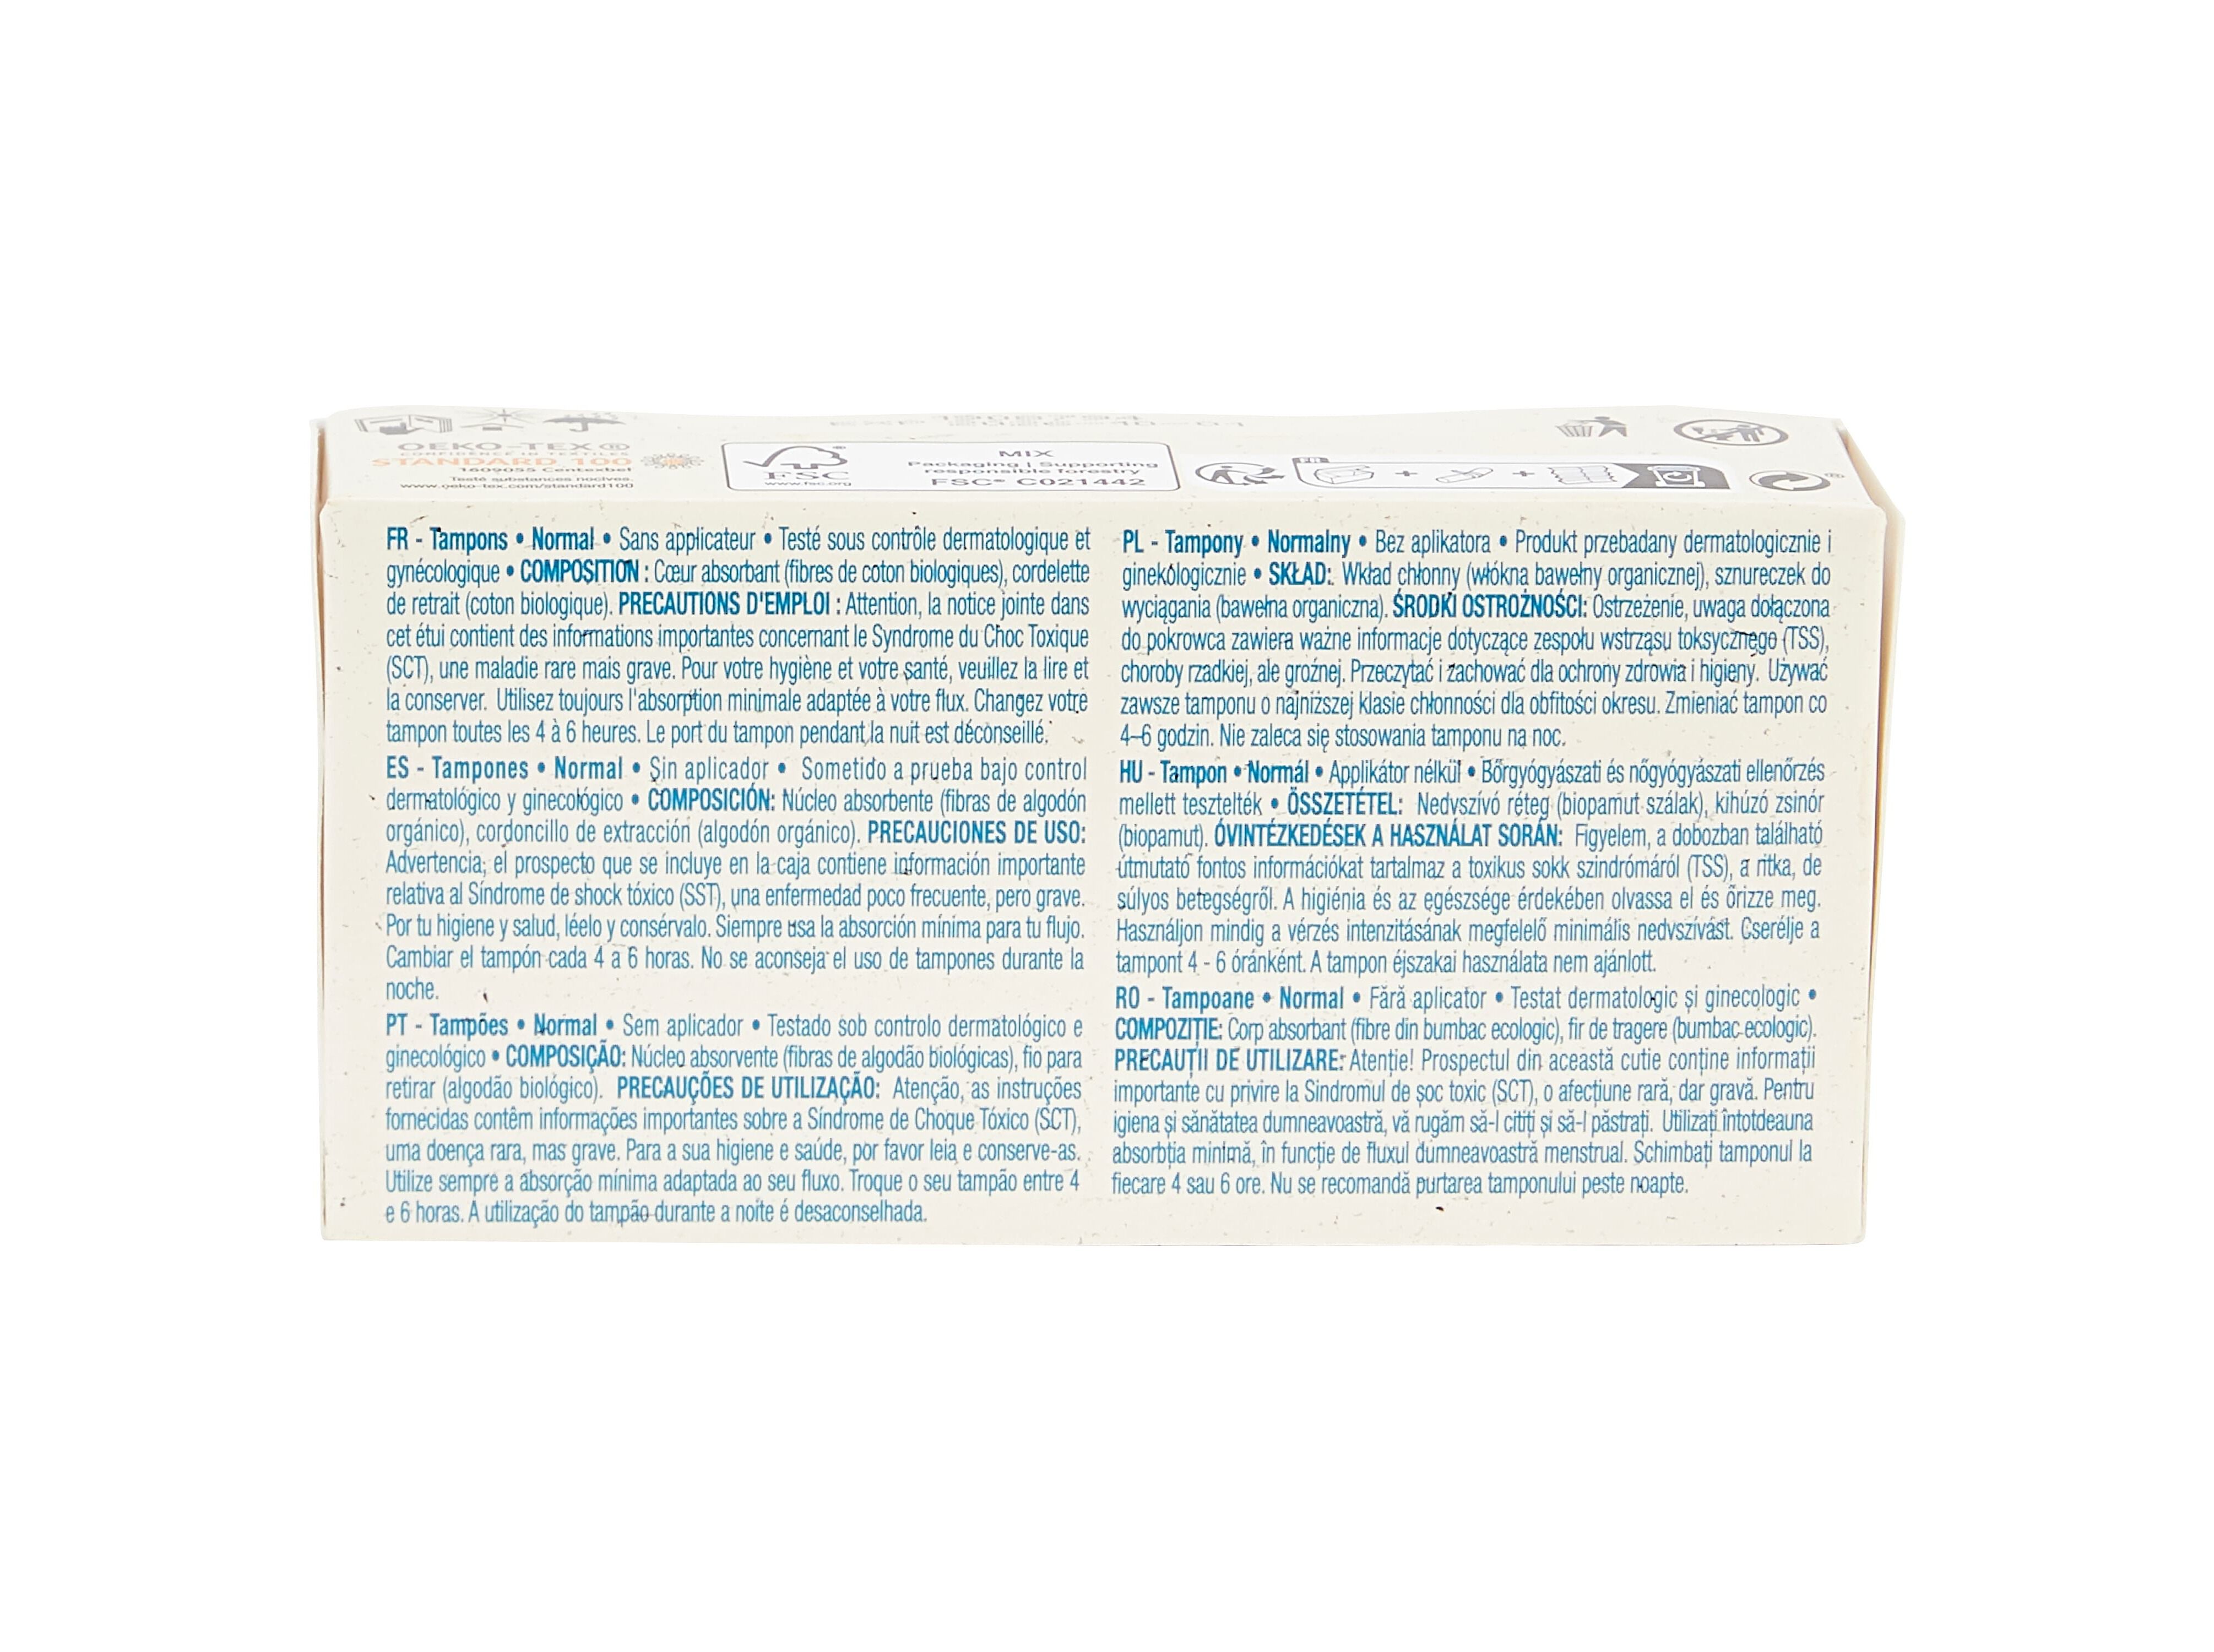 OEKO-TEX®
CONFIDENCE IN TEXTILES
STANDARD 100
1609055 Centexbel
Testé substances nocives.
www.oeko-tex.com/standard100
FSC
www.fsc.org
MIX
Packaging | Supporting
responsible forestry
FSC® C021442
FR
FR - Tampons • Normal • Sans applicateur • Testé sous contrôle dermatologique et
gynécologique • COMPOSITION : Cœur absorbant (fibres de coton biologiques), cordelette
de retrait (coton biologique). PRECAUTIONS D'EMPLOI : Attention, la notice jointe dans
cet étui contient des informations importantes concernant le Syndrome du Choc Toxique
(SCT), une maladie rare mais grave. Pour votre hygiène et votre santé, veuillez la lire et
la conserver. Utilisez toujours l'absorption minimale adaptée à votre flux. Changez votre
tampon toutes les 4 à 6 heures. Le port du tampon pendant la nuit est déconseillé.
ES - Tampones • Normal • Sin aplicador • Sometido a prueba bajo control
dermatológico y ginecológico • COMPOSICIÓN: Núcleo absorbente (fibras de algodón
orgánico), cordoncillo de extracción (algodón orgánico). PRECAUCIONES DE USO:
Advertencia; el prospecto que se incluye en la caja contiene información importante
relativa al Síndrome de shock tóxico (SST), una enfermedad poco frecuente, pero grave.
Por tu higiene y salud, léelo y consérvalo. Siempre usa la absorción mínima para tu flujo.
Cambiar el tampón cada 4 a 6 horas. No se aconseja el uso de tampones durante la
noche.
PT - Tampões • Normal • Sem aplicador • Testado sob controlo dermatológico e
ginecológico • COMPOSIÇÃO: Núcleo absorvente (fibras de algodão biológicas), fio para
retirar (algodão biológico). PRECAUÇÕES DE UTILIZAÇÃO: Atenção, as instruções
fornecidas contêm informações importantes sobre a Síndrome de Choque Tóxico (SCT),
uma doença rara, mas grave. Para a sua higiene e saúde, por favor leia e conserve-as.
Utilize sempre a absorção mínima adaptada ao seu fluxo. Troque o seu tampão entre 4
e 6 horas. A utilização do tampão durante a noite é desaconselhada.
PL - Tampony • Normalny • Bez aplikatora • Produkt przebadany dermatologicznie i
ginekologicznie • SKŁAD: Wkład chłonny (włókna bawełny organicznej), sznureczek do
wyciągania (bawełna organiczna). ŚRODKI OSTROŻNOŚCI: Ostrzeżenie, uwaga dołączona
do pokrowca zawiera ważne informacje dotyczące zespołu wstrząsu toksycznego (TSS),
choroby rzadkiej, ale groźnej. Przeczytać i zachować dla ochrony zdrowia i higieny. Używać
zawsze tamponu o najniższej klasie chłonności dla obfitości okresu. Zmieniać tampon co
4–6 godzin. Nie zaleca się stosowania tamponu na noc.
HU - Tampon • Normál • Applikátor nélkül • Bőrgyógyászati és nőgyógyászati ellenőrzés
mellett tesztelték • ÖSSZETÉTEL: Nedvszívó réteg (biopamut szálak), kihúzó zsinór
(biopamut). ÓVINTÉZKEDÉSEK A HASZNÁLAT SORÁN: Figyelem, a dobozban található
útmutató fontos információkat tartalmaz a toxikus sokk szindrómáról (TSS), a ritka, de
súlyos betegségről. A higiénia és az egészsége érdekében olvassa el és őrizze meg.
Használjon mindig a vérzés intenzitásának megfelelő minimális nedvszívást. Cserélje a
tampont 4 - 6 óránként. A tampon éjszakai használata nem ajánlott.
RO - Tampoane • Normal • Fără aplicator • Testat dermatologic și ginecologic •
COMPOZIȚIE: Corp absorbant (fibre din bumbac ecologic), fir de tragere (bumbac ecologic).
PRECAUȚII DE UTILIZARE: Atenție! Prospectul din această cutie conține informații
importante cu privire la Sindromul de șoc toxic (SCT), o afecțiune rară, dar gravă. Pentru
igiena și sănătatea dumneavoastră, vă rugăm să-l citiți și să-l păstrați. Utilizați întotdeauna
absorbția minimă, în funcție de fluxul dumneavoastră menstrual. Schimbați tamponul la
fiecare 4 sau 6 ore. Nu se recomandă purtarea tamponului peste noapte.